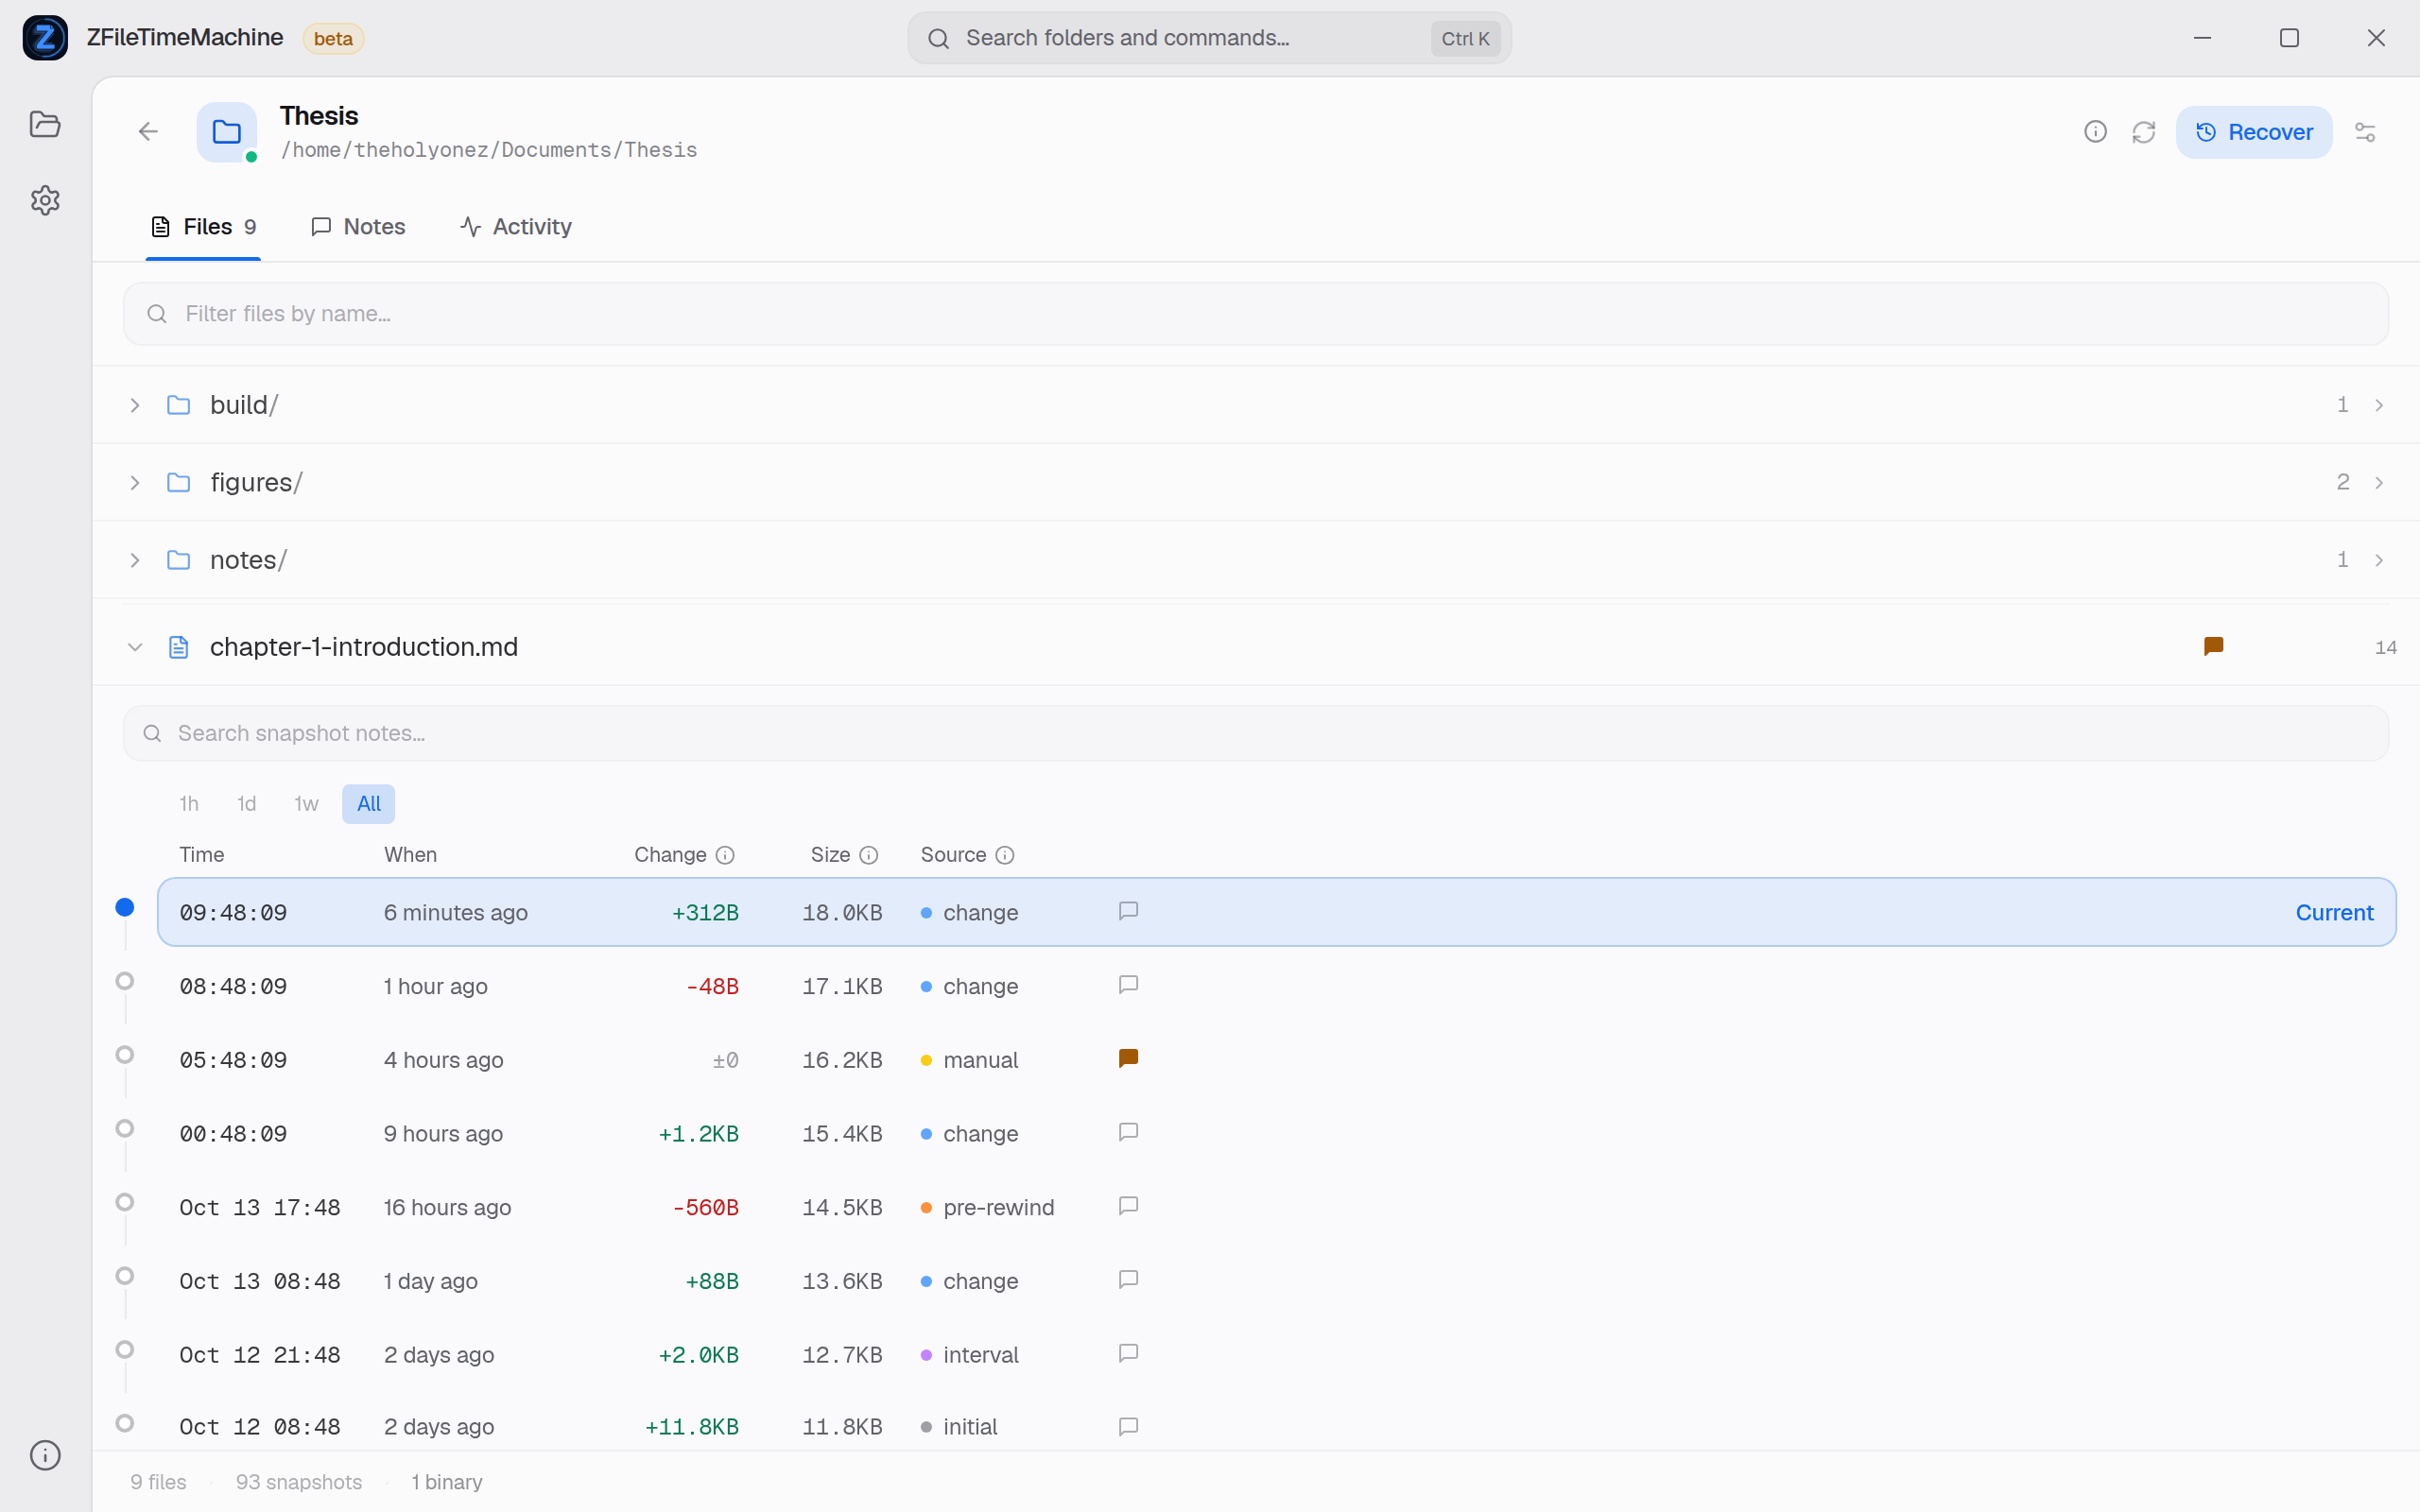 ZFileTimeMachine beta Search folders and commands... Ctrl K
Thesis
/home/theholyonez/Documents/Thesis
Recover
Files 9 Notes Activity
Filter files by name...
build/ 1
figures/ 2
notes/ 1
chapter-1-introduction.md 14
Search snapshot notes...
1h 1d 1w All
Time When Change Size Source
09:48:09 6 minutes ago +312B 18.0KB change Current
08:48:09 1 hour ago -48B 17.1KB change
05:48:09 4 hours ago ±0 16.2KB manual
00:48:09 9 hours ago +1.2KB 15.4KB change
Oct 13 17:48 16 hours ago -560B 14.5KB pre-rewind
Oct 13 08:48 1 day ago +88B 13.6KB change
Oct 12 21:48 2 days ago +2.0KB 12.7KB interval
Oct 12 08:48 2 days ago +11.8KB 11.8KB initial
9 files · 93 snapshots · 1 binary